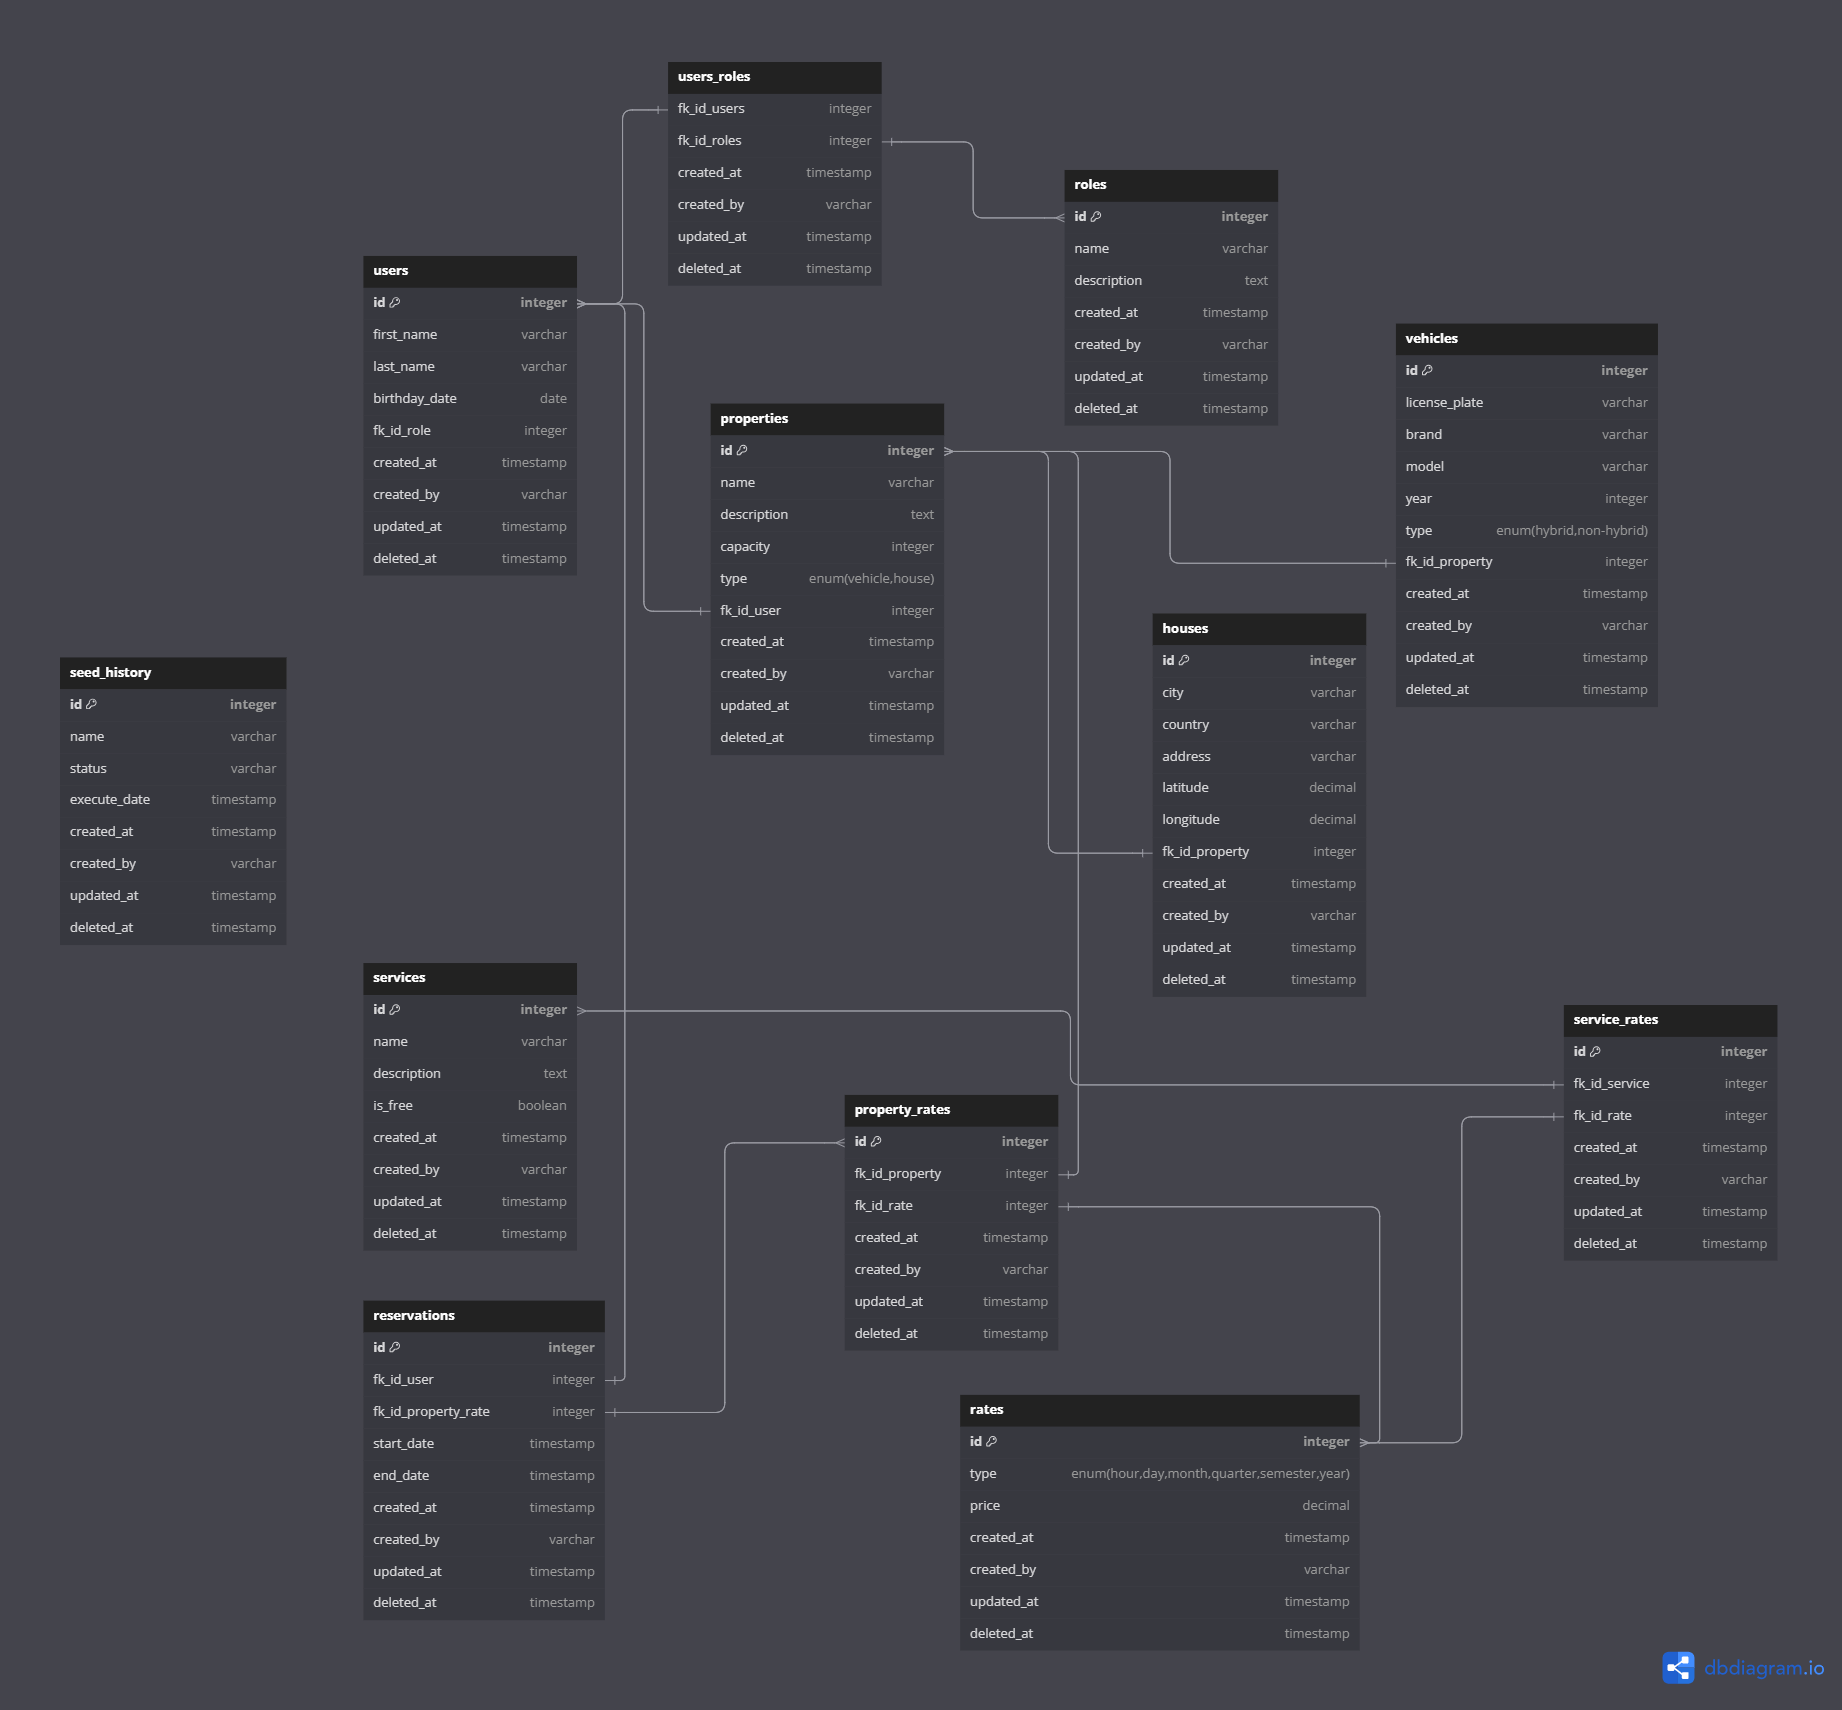 users_roles
fk_id_users integer
fk_id_roles integer
created_at timestamp
created_by varchar
updated_at timestamp
deleted_at timestamp
roles
id integer
name varchar
description text
created_at timestamp
created_by varchar
updated_at timestamp
deleted_at timestamp
users
id integer
first_name varchar
last_name varchar
birthday_date date
fk_id_role integer
created_at timestamp
created_by varchar
updated_at timestamp
deleted_at timestamp
vehicles
id integer
license_plate varchar
brand varchar
model varchar
year integer
type enum(hybrid,non-hybrid)
fk_id_property integer
created_at timestamp
created_by varchar
updated_at timestamp
deleted_at timestamp
properties
id integer
name varchar
description text
capacity integer
type enum(vehicle,house)
fk_id_user integer
created_at timestamp
created_by varchar
updated_at timestamp
deleted_at timestamp
houses
id integer
city varchar
country varchar
address varchar
latitude decimal
longitude decimal
fk_id_property integer
created_at timestamp
created_by varchar
updated_at timestamp
deleted_at timestamp
seed_history
id integer
name varchar
status varchar
execute_date timestamp
created_at timestamp
created_by varchar
updated_at timestamp
deleted_at timestamp
services
id integer
name varchar
description text
is_free boolean
created_at timestamp
created_by varchar
updated_at timestamp
deleted_at timestamp
service_rates
id integer
fk_id_service integer
fk_id_rate integer
created_at timestamp
created_by varchar
updated_at timestamp
deleted_at timestamp
property_rates
id integer
fk_id_property integer
fk_id_rate integer
created_at timestamp
created_by varchar
updated_at timestamp
deleted_at timestamp
reservations
id integer
fk_id_user integer
fk_id_property_rate integer
start_date timestamp
end_date timestamp
created_at timestamp
created_by varchar
updated_at timestamp
deleted_at timestamp
rates
id integer
type enum(hour,day,month,quarter,semester,year)
price decimal
created_at timestamp
created_by varchar
updated_at timestamp
deleted_at timestamp
dbdiagram.io